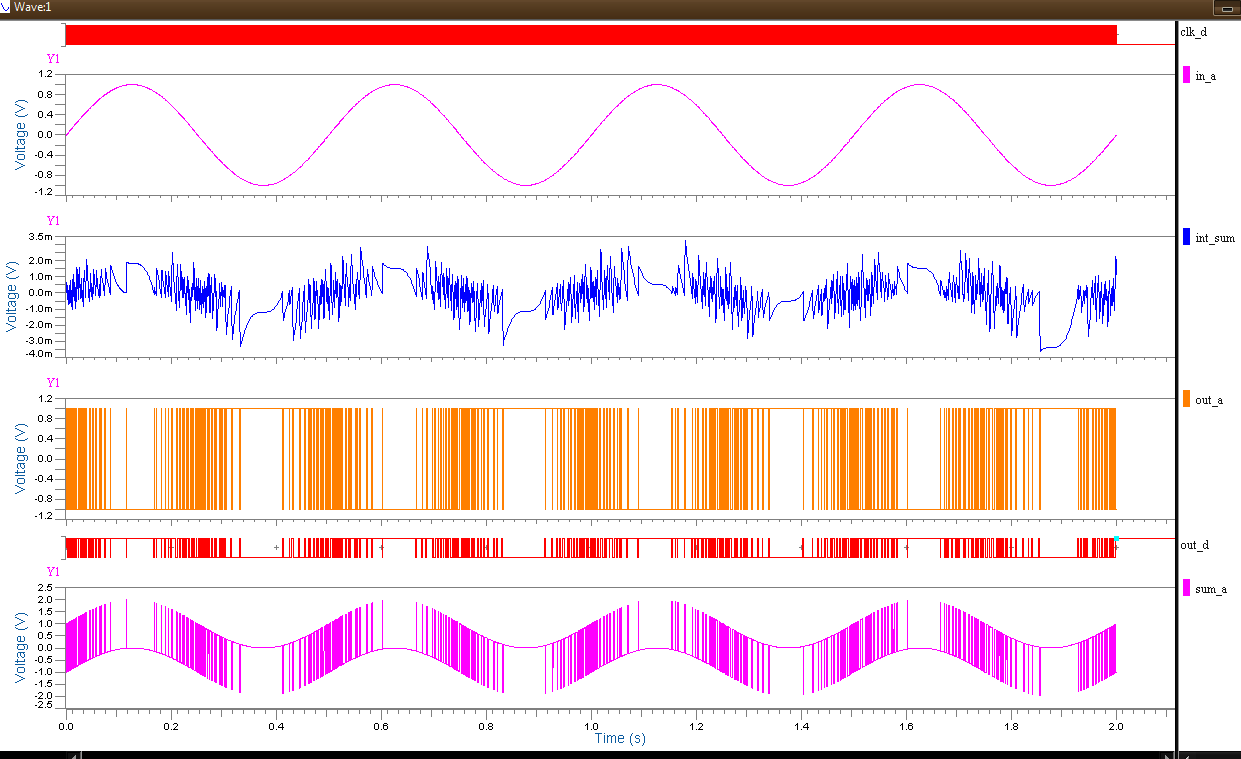 Wave:1
clk_d
Y1
in_a
1.2
0.8
0.4
0.0
-0.4
-0.8
-1.2
Voltage (V)
Y1
int_sum
3.5m
2.0m
1.0m
0.0m
-1.0m
-2.0m
-3.0m
-4.0m
Voltage (V)
Y1
out_a
1.2
0.8
0.4
0.0
-0.4
-0.8
-1.2
Voltage (V)
out_d
Y1
sum_a
2.5
2.0
1.5
1.0
0.5
0.0
-0.5
-1.0
-1.5
-2.0
-2.5
Voltage (V)
0.0 0.2 0.4 0.6 0.8 1.0 1.2 1.4 1.6 1.8 2.0
Time (s)